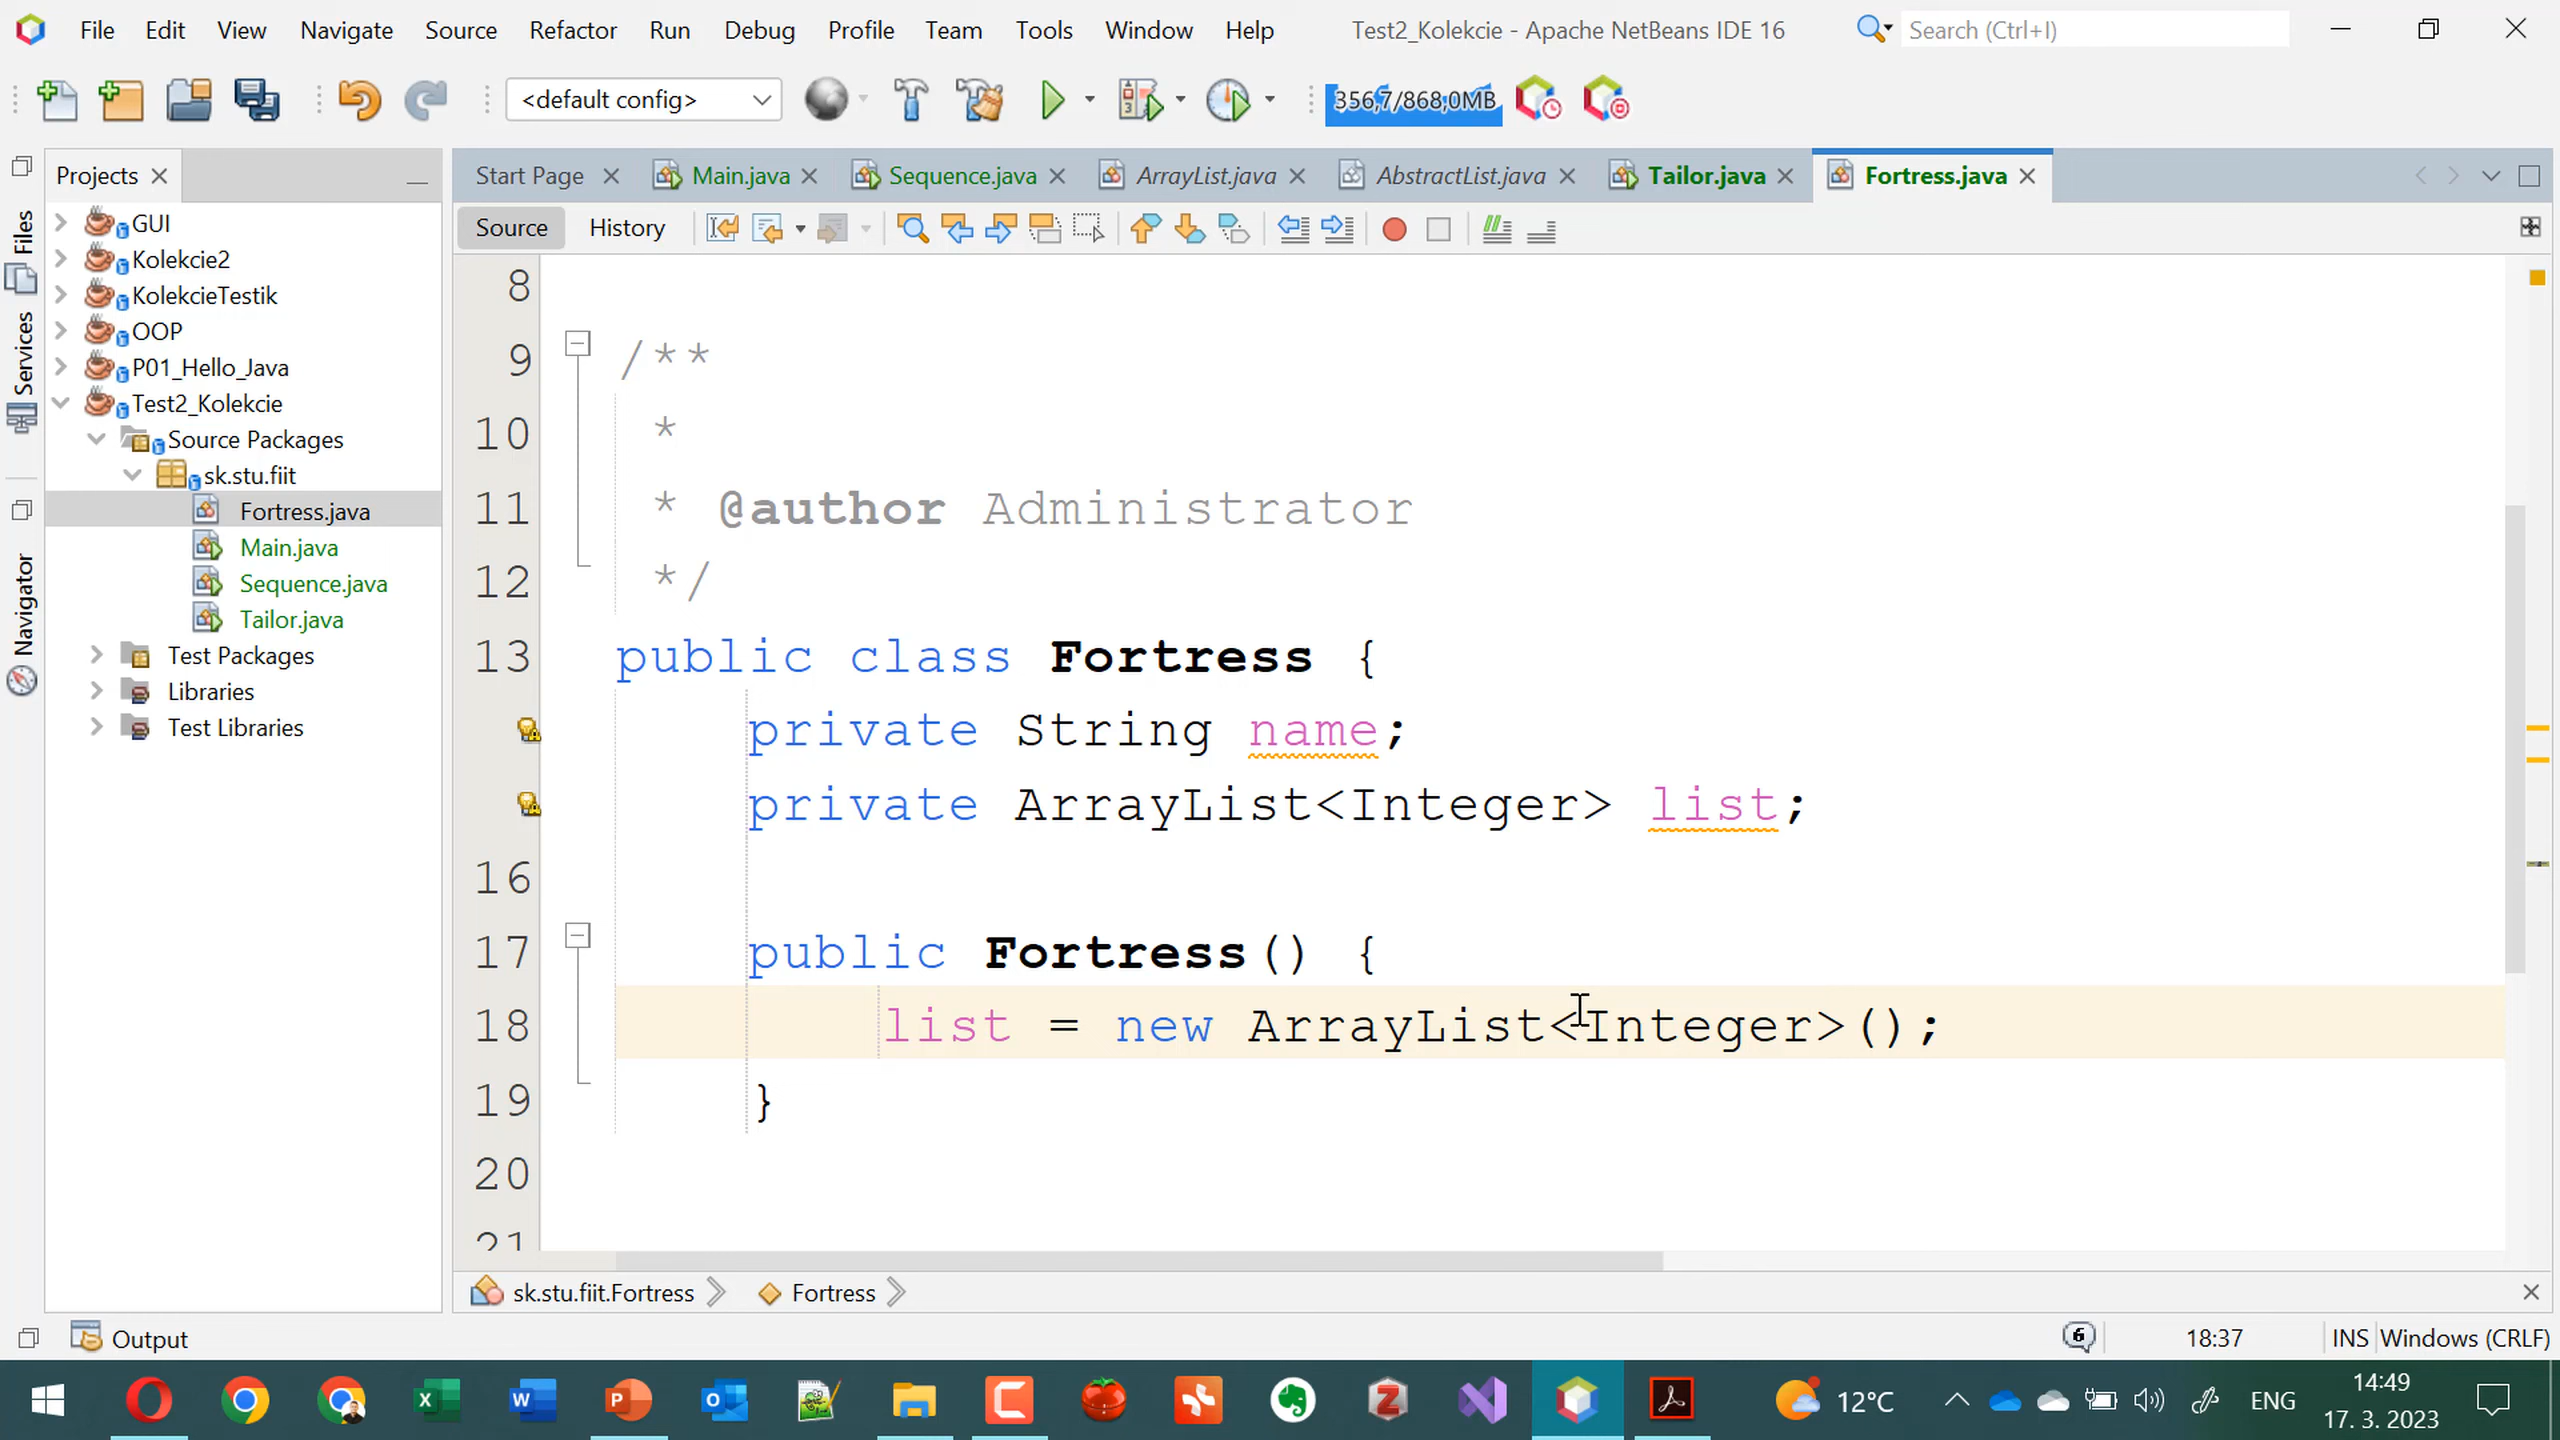 File Edit View Navigate Source Refactor Run Debug Profile Team Tools Window Help Test2_Kolekcie - Apache NetBeans IDE 16 Search (Ctrl+I)
<default config> 356,7/868,0MB
Projects
Start Page Main.java Sequence.java ArrayList.java AbstractList.java Tailor.java Fortress.java
Source History
Files
Services
Navigator
GUI
Kolekcie2
KolekcieTestik
OOP
P01_Hello_Java
Test2_Kolekcie
Source Packages
sk.stu.fiit
Fortress.java
Main.java
Sequence.java
Tailor.java
Test Packages
Libraries
Test Libraries
8
9 /**
10 *
11 * @author Administrator
12 */
13 public class Fortress {
private String name;
private ArrayList<Integer> list;
16
17 public Fortress() {
18 list = new ArrayList<Integer>();
19 }
20
21
sk.stu.fiit.Fortress Fortress
Output 6 18:37 INS Windows (CRLF)
12°C ENG 14:49
17. 3. 2023